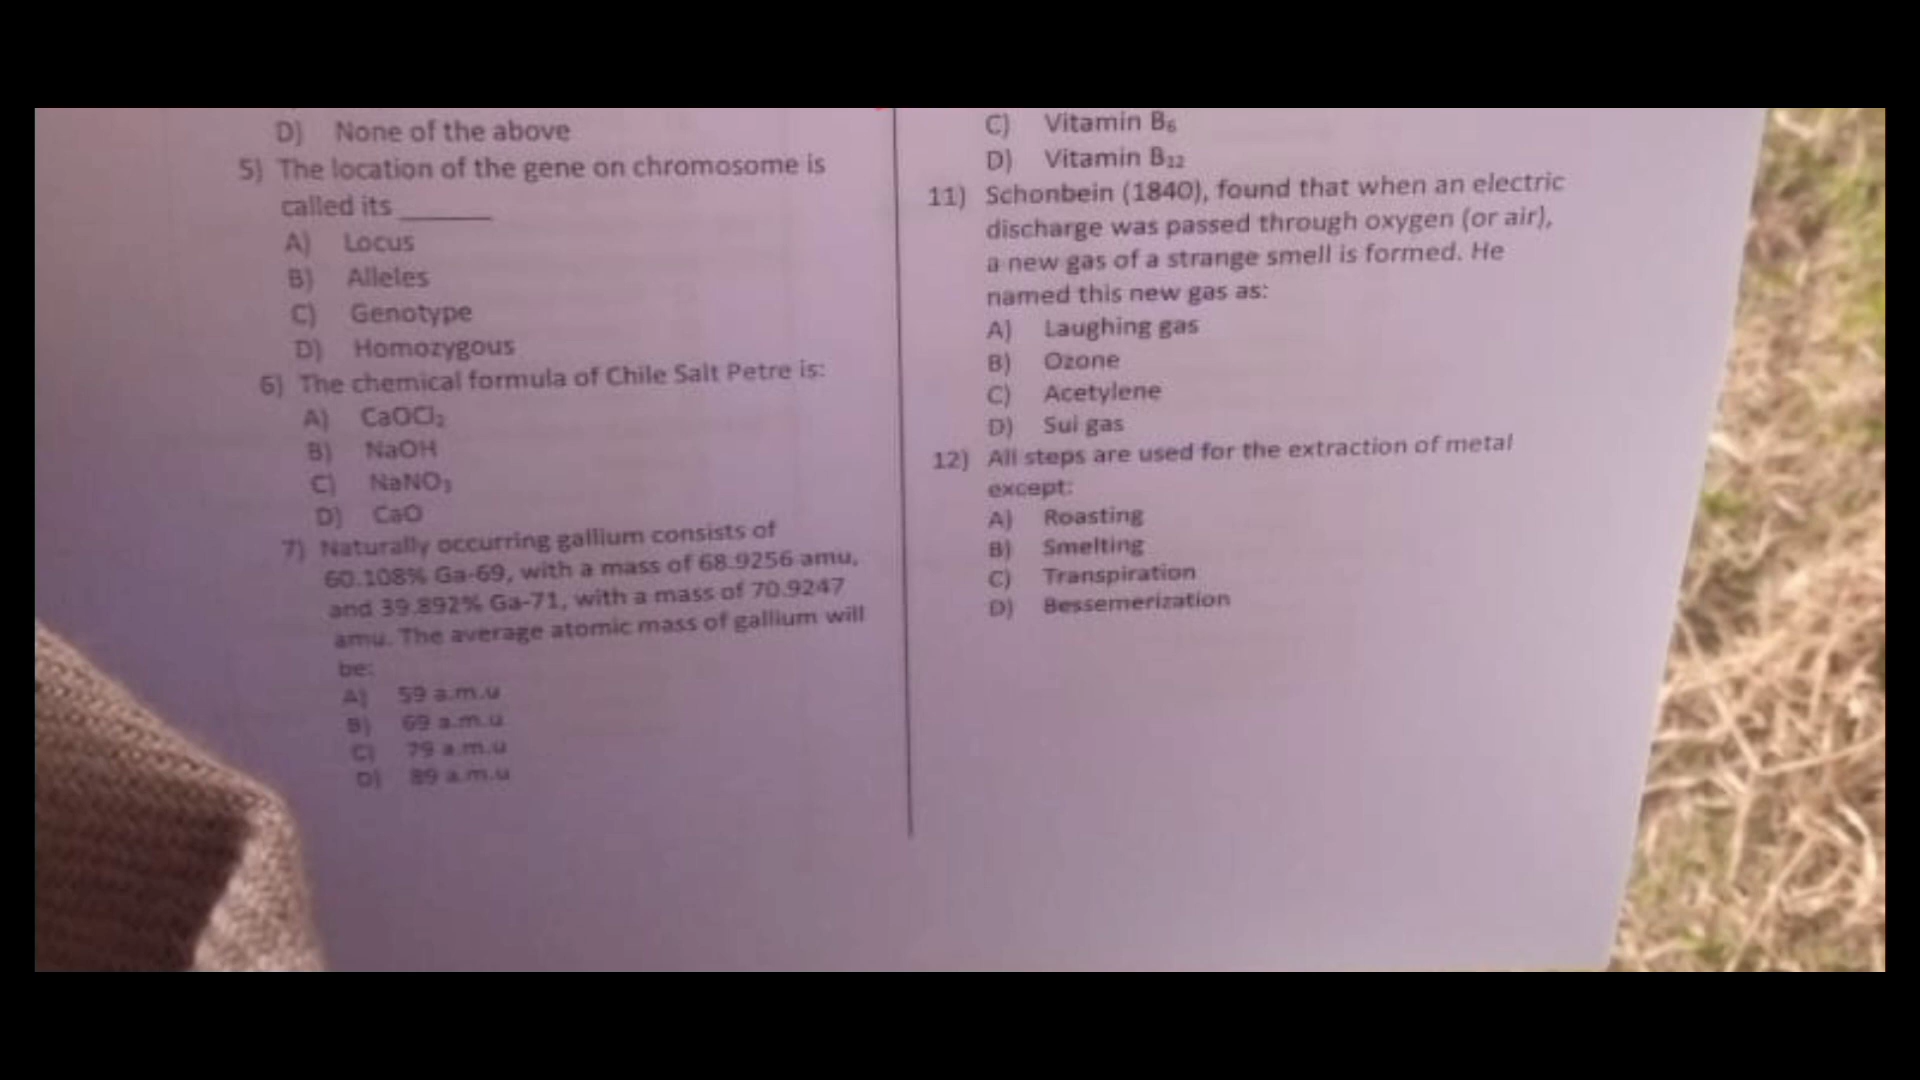 D) None of the above
5) The location of the gene on chromosome is
called its ______
A) Locus
B) Alleles
C) Genotype
D) Homozygous
6) The chemical formula of Chile Salt Petre is:
A) CaOCl₂
B) NaOH
C) NaNO₃
D) CaO
7) Naturally occurring gallium consists of
60.108% Ga-69, with a mass of 68.9256 amu,
and 39.892% Ga-71, with a mass of 70.9247
amu. The average atomic mass of gallium will
be:
A) 59 a.m.u
B) 69 a.m.u
C) 79 a.m.u
D) 89 a.m.u
C) Vitamin B₆
D) Vitamin B₁₂
11) Schonbein (1840), found that when an electric
discharge was passed through oxygen (or air),
a new gas of a strange smell is formed. He
named this new gas as:
A) Laughing gas
B) Ozone
C) Acetylene
D) Sui gas
12) All steps are used for the extraction of metal
except:
A) Roasting
B) Smelting
C) Transpiration
D) Bessemerization